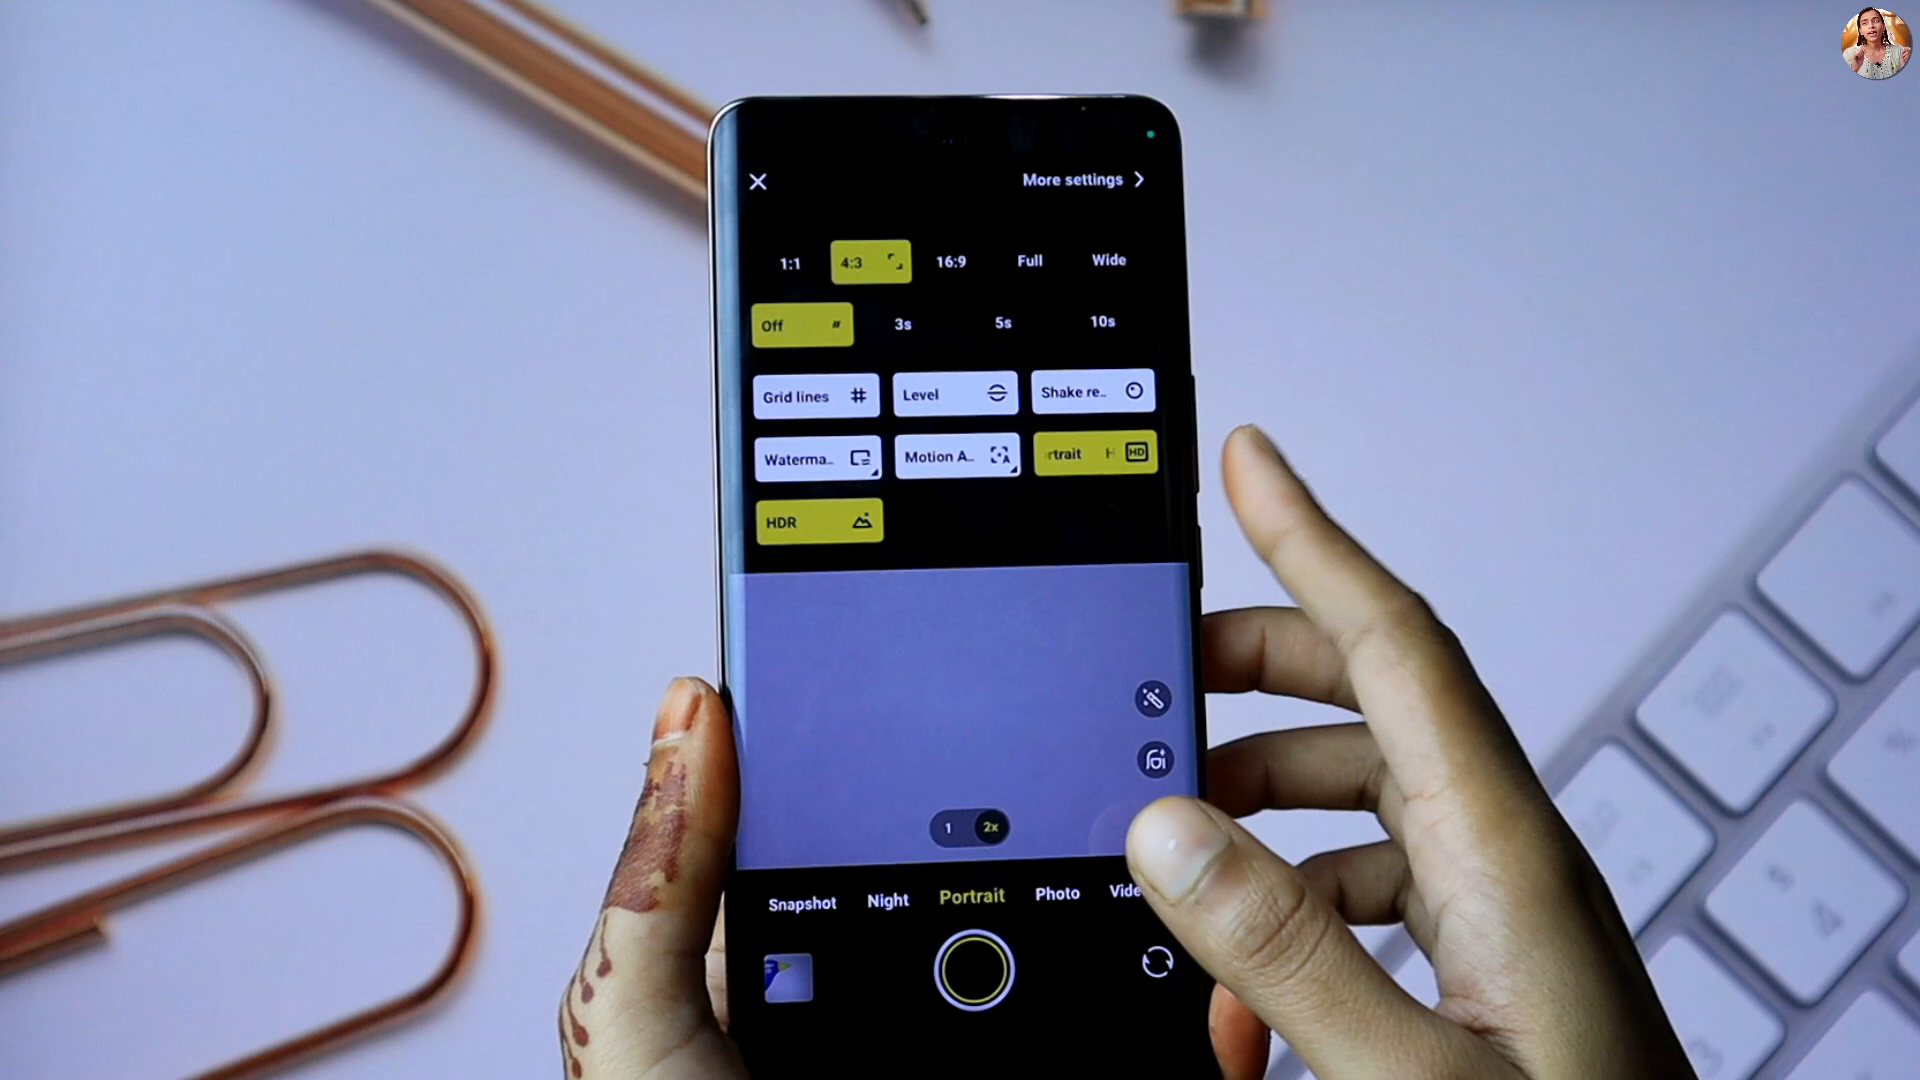 More settings
1:1 4:3 16:9 Full Wide
Off 3s 5s 10s
Grid lines Level Shake re..
Waterma.. Motion A.. rtrait H HD
HDR
1 2x
Snapshot Night Portrait Photo Vide